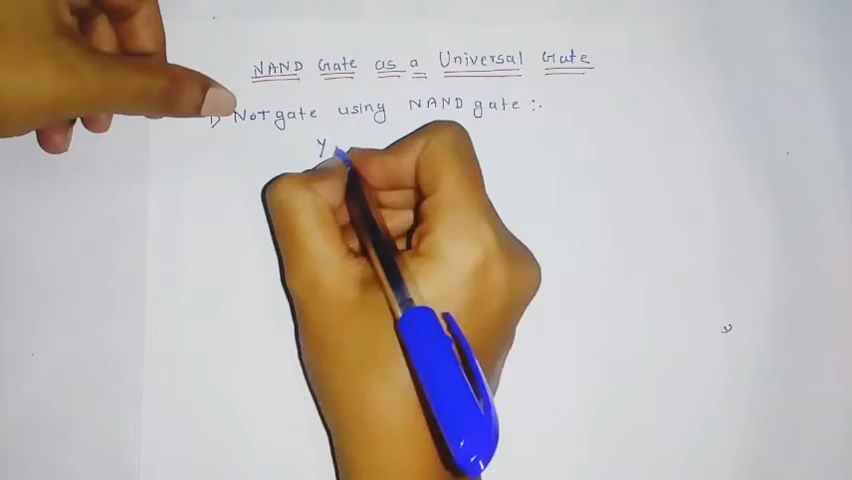 NAND Gate as a Universal Gate
1) NOT gate using NAND gate :.
Y